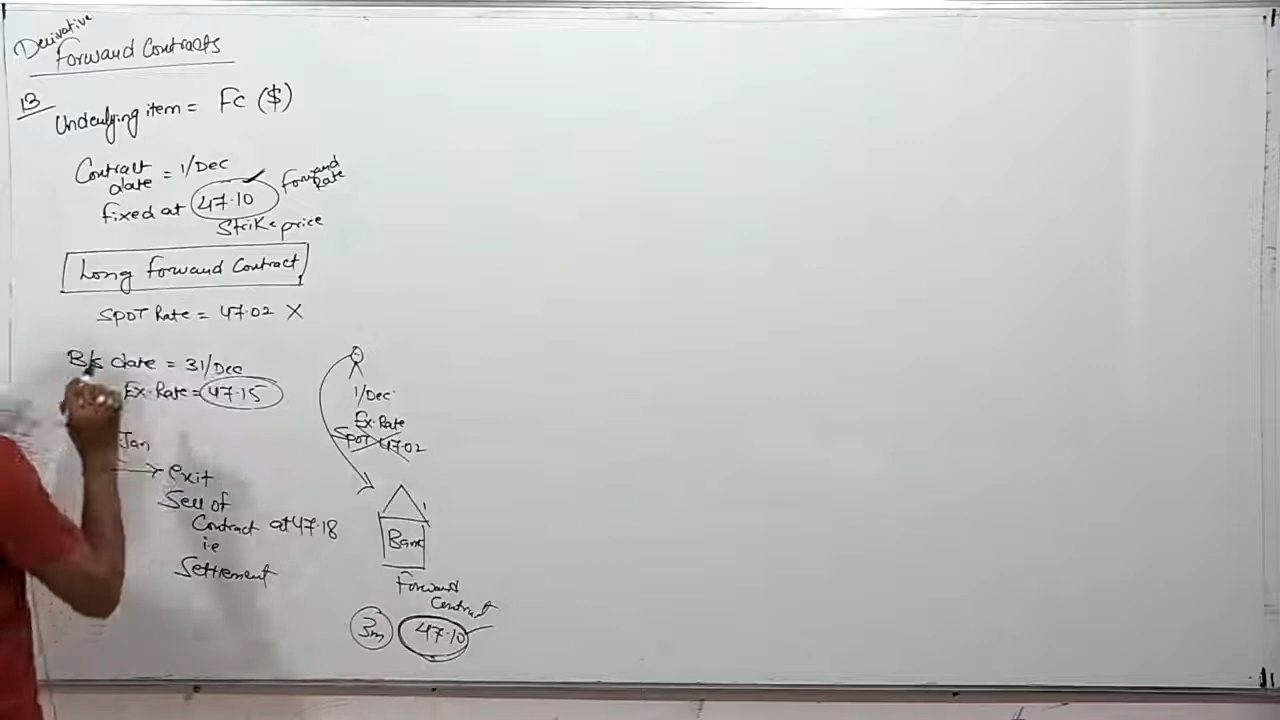 Derivative
Forward Contracts
13
Underlying item = FC ($)
Contract date = 1/Dec
fixed at 47.10 forward Rate
Strike price
Long Forward Contract
SPOT Rate = 47.02 X
B/S date = 31/Dec
Ex. Rate = 47.15
Jan
→ exit
Sell of
Contract at 47.18
i.e
Settlement
1/Dec
Ex. Rate
Spot 47.02
Bank
Forward
Contract
3m 47.10